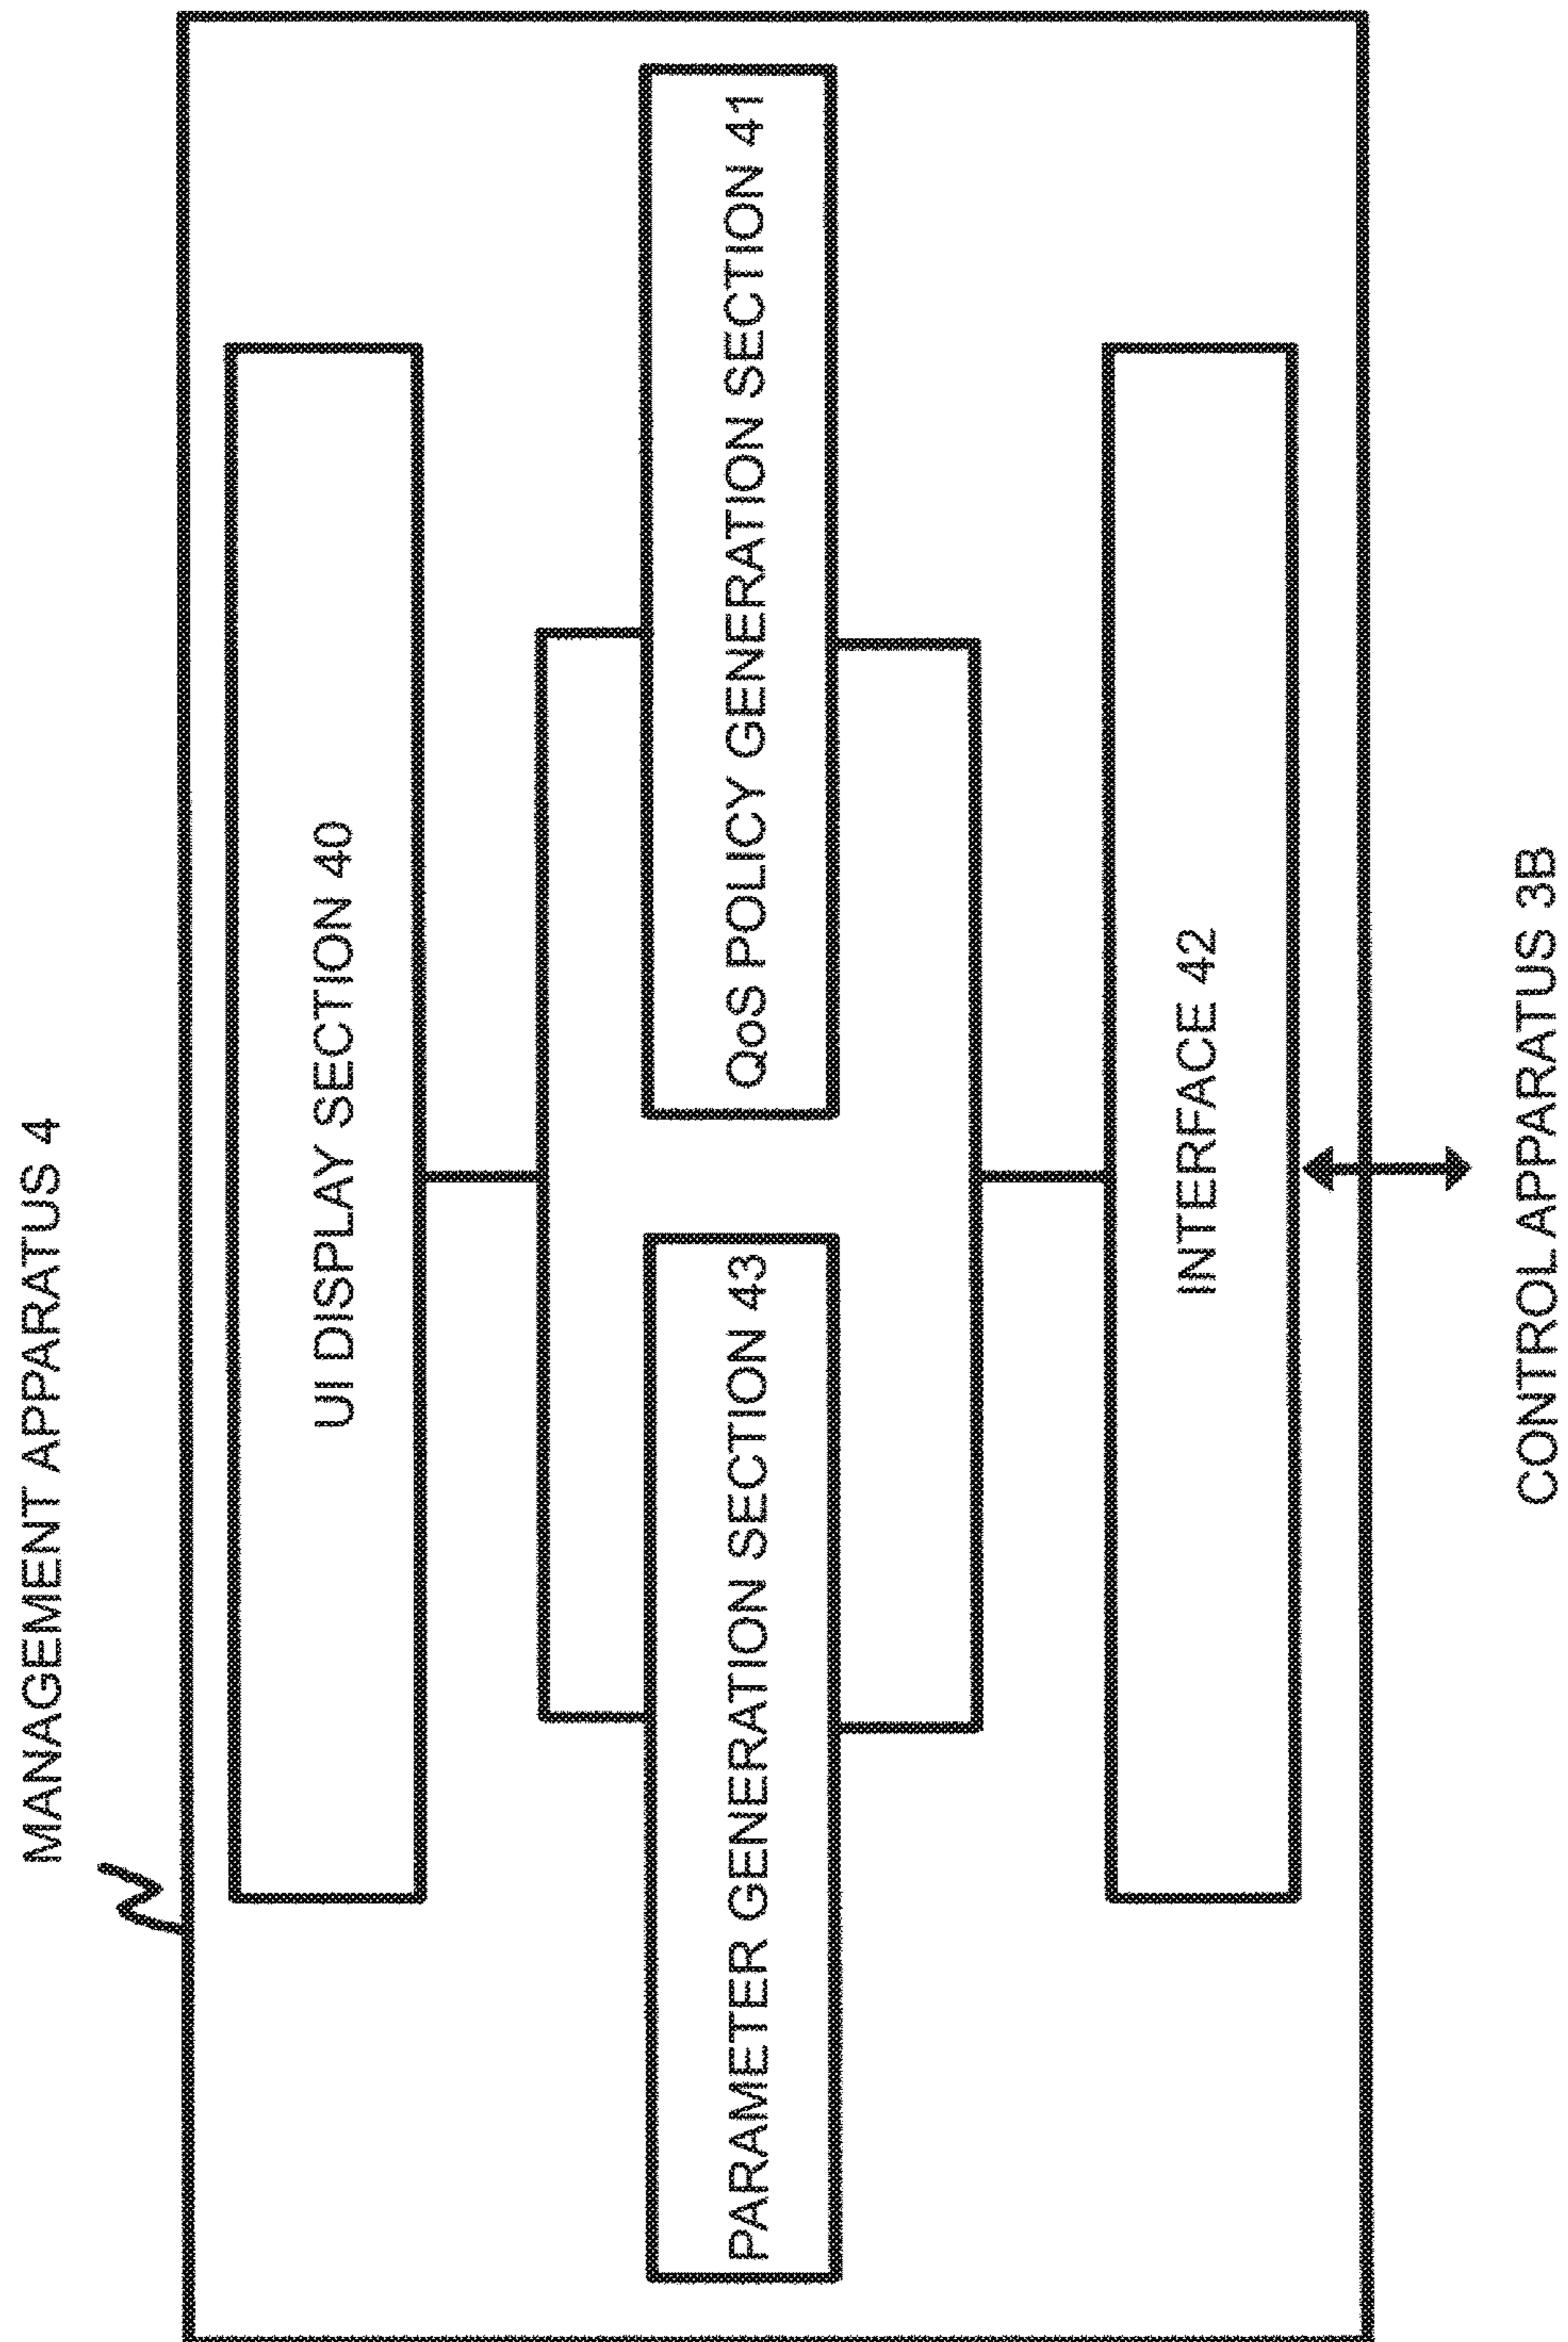 MANAGEMENT APPARATUS 4
UI DISPLAY SECTION 40
PARAMETER GENERATION SECTION 43
QoS POLICY GENERATION SECTION 41
INTERFACE 42
CONTROL APPARATUS 3B